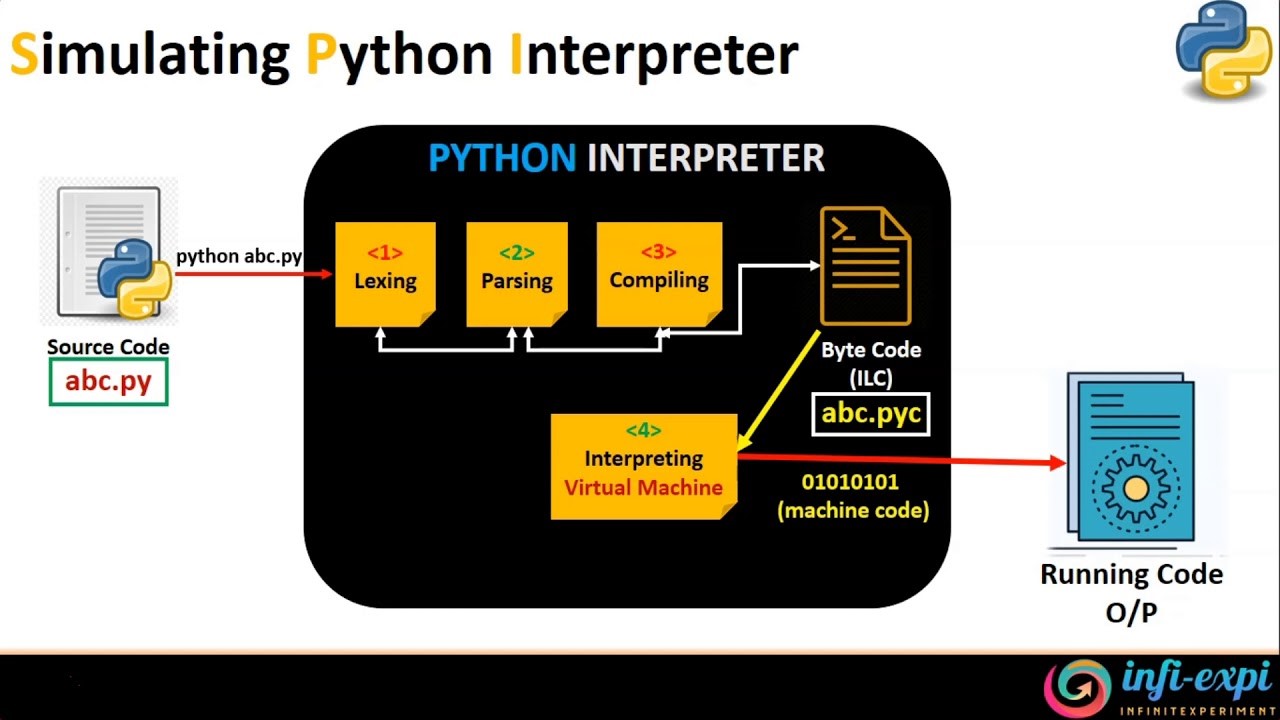 Simulating Python Interpreter
PYTHON INTERPRETER
python abc.py
Source Code
abc.py
<1>
Lexing
<2>
Parsing
<3>
Compiling
Byte Code
(ILC)
abc.pyc
<4>
Interpreting
Virtual Machine
01010101
(machine code)
Running Code
O/P
infi-expi
INFINITEXPERIMENT